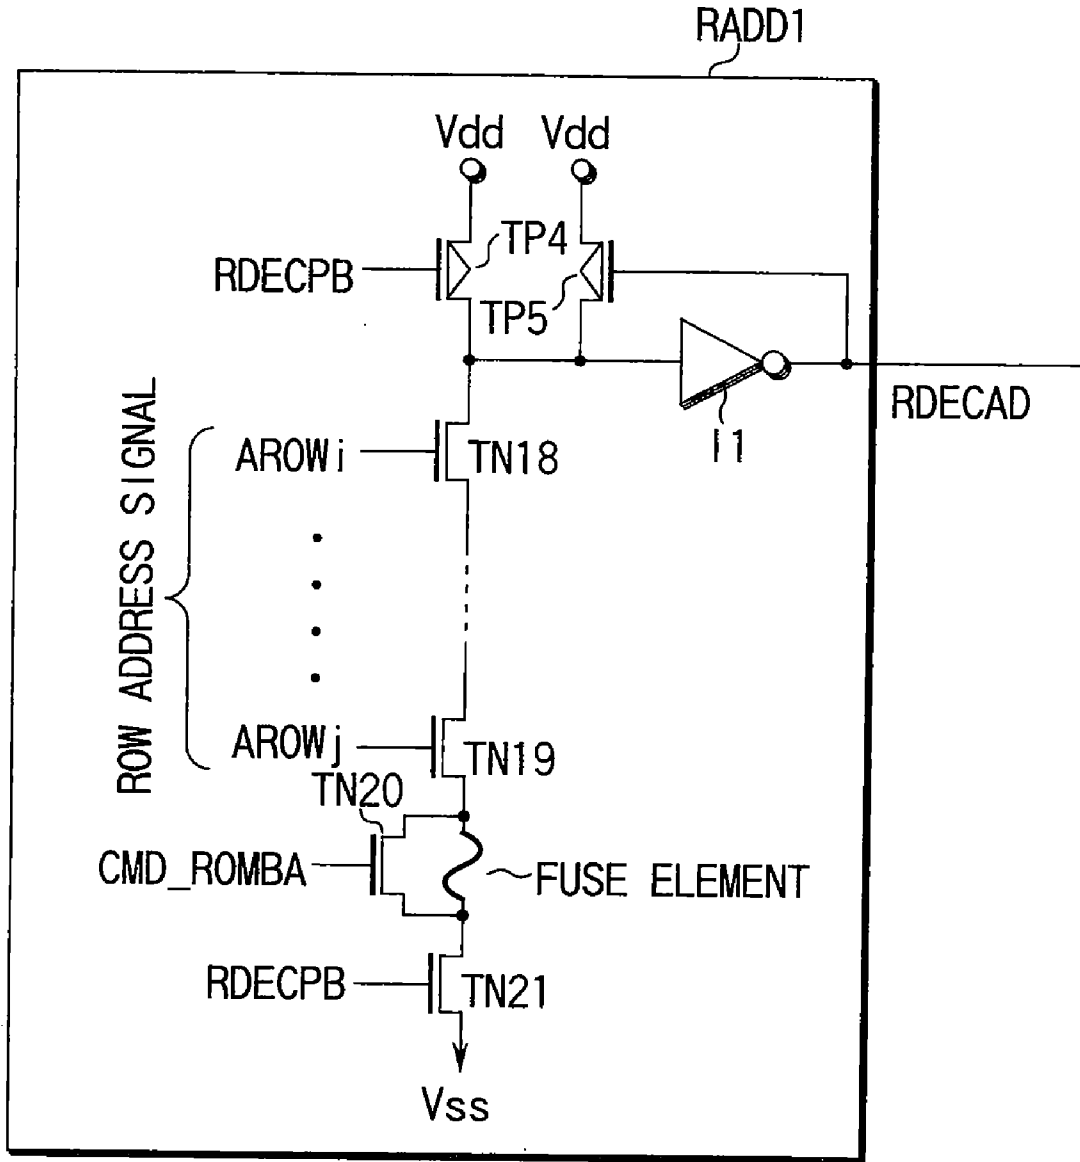 RADD1
Vdd Vdd
RDECPB
TP4
TP5
I1
RDECAD
ROW ADDRESS SIGNAL
AROWi
TN18
AROWj
TN19
TN20
CMD_ROMBA
FUSE ELEMENT
RDECPB
TN21
Vss